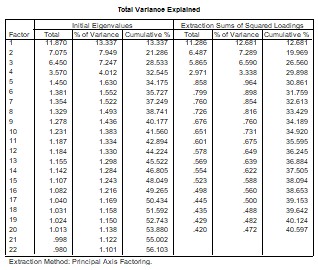 Total Variance Explained
Initial Eigenvalues Extraction Sums of Squared Loadings
Factor Total % of Variance Cumulative % Total % of Variance Cumulative %
1 11.870 13.337 13.337 11.286 12.681 12.681
2 7.075 7.949 21.286 6.487 7.289 19.969
3 6.450 7.247 28.533 5.865 6.590 26.560
4 3.570 4.012 32.545 2.971 3.338 29.898
5 1.450 1.630 34.175 .858 .964 30.861
6 1.381 1.552 35.727 .799 .898 31.759
7 1.354 1.522 37.249 .760 .854 32.613
8 1.329 1.493 38.741 .726 .816 33.429
9 1.278 1.436 40.177 .676 .760 34.189
10 1.231 1.383 41.560 .651 .731 34.920
11 1.187 1.334 42.894 .601 .675 35.595
12 1.184 1.330 44.224 .578 .649 36.245
13 1.155 1.298 45.522 .569 .639 36.884
14 1.142 1.284 46.805 .554 .622 37.505
15 1.107 1.243 48.049 .523 .588 38.094
16 1.082 1.216 49.265 .498 .560 38.653
17 1.040 1.169 50.434 .445 .500 39.153
18 1.031 1.158 51.592 .435 .488 39.642
19 1.024 1.150 52.743 .429 .482 40.124
20 1.013 1.138 53.880 .420 .472 40.597
21 .998 1.122 55.002
22 .980 1.101 56.103
Extraction Method: Principal Axis Factoring.